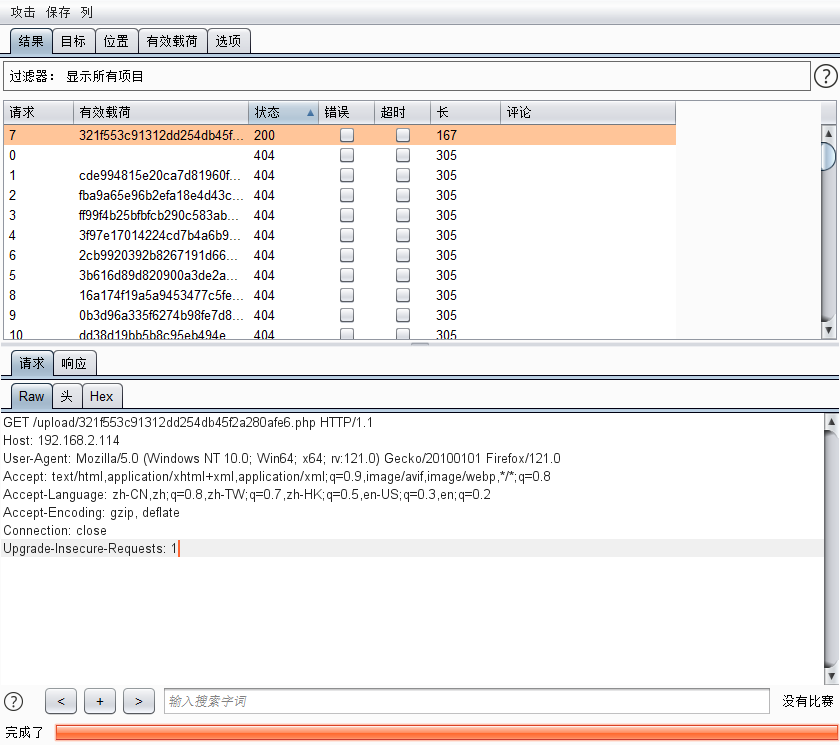 攻击 保存 列
结果 目标 位置 有效载荷 选项
过滤器: 显示所有项目 ?
请求 有效载荷 状态 错误 超时 长 评论
7 321f553c91312dd254db45f... 200 167
0 404 305
1 cde994815e20ca7d81960f... 404 305
2 fba9a65e96b2efa18e4d43c... 404 305
3 ff99f4b25bfbfcb290c583ab... 404 305
4 3f97e17014224cd7b4a6b9... 404 305
6 2cb9920392b8267191d66... 404 305
5 3b616d89d820900a3de2a... 404 305
8 16a174f19a5a9453477c5fe... 404 305
9 0b3d96a335f6274b98fe7d8... 404 305
10 dd38d19bb5b8c95eb494e 404 305
请求 响应
Raw 头 Hex
GET /upload/321f553c91312dd254db45f2a280afe6.php HTTP/1.1
Host: 192.168.2.114
User-Agent: Mozilla/5.0 (Windows NT 10.0; Win64; x64; rv:121.0) Gecko/20100101 Firefox/121.0
Accept: text/html,application/xhtml+xml,application/xml;q=0.9,image/avif,image/webp,*/*;q=0.8
Accept-Language: zh-CN,zh;q=0.8,zh-TW;q=0.7,zh-HK;q=0.5,en-US;q=0.3,en;q=0.2
Accept-Encoding: gzip, deflate
Connection: close
Upgrade-Insecure-Requests: 1
? < + > 输入搜索字词 没有比赛
完成了